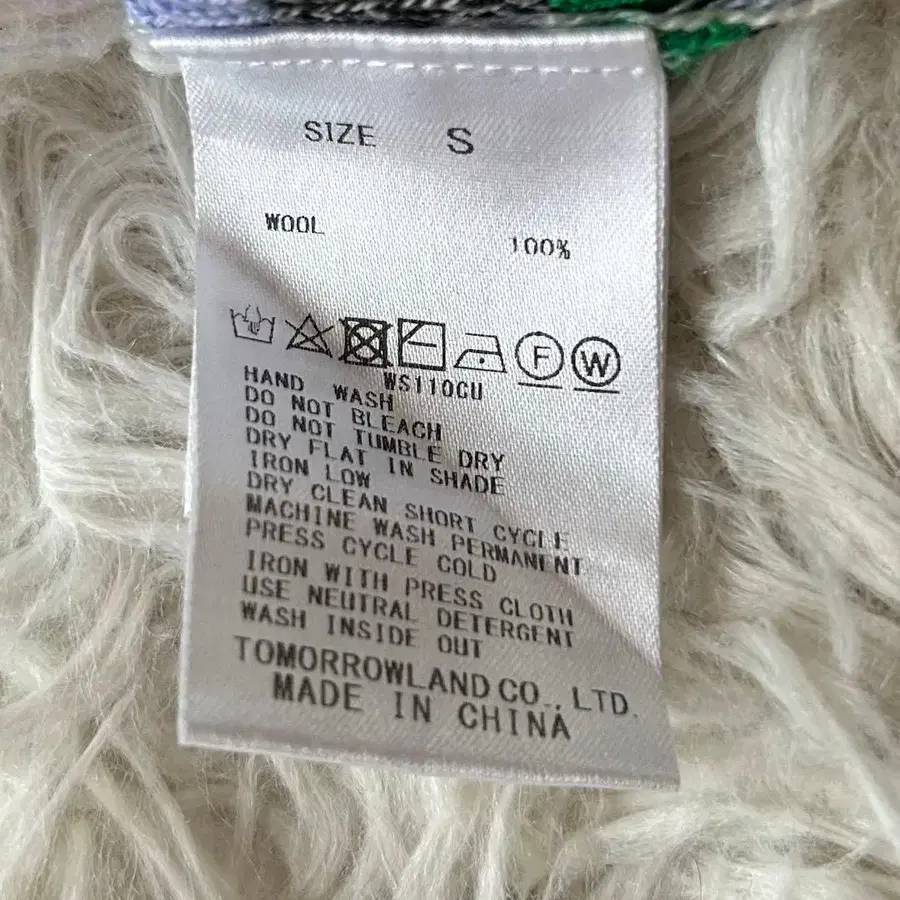 SIZE S
WOOL 100%
F W
WS110CU
HAND WASH
DO NOT BLEACH
DO NOT TUMBLE DRY
DRY FLAT IN SHADE
IRON LOW
DRY CLEAN SHORT CYCLE
MACHINE WASH PERMANENT
PRESS CYCLE COLD
IRON WITH PRESS CLOTH
USE NEUTRAL DETERGENT
WASH INSIDE OUT
TOMORROWLAND CO., LTD.
MADE IN CHINA